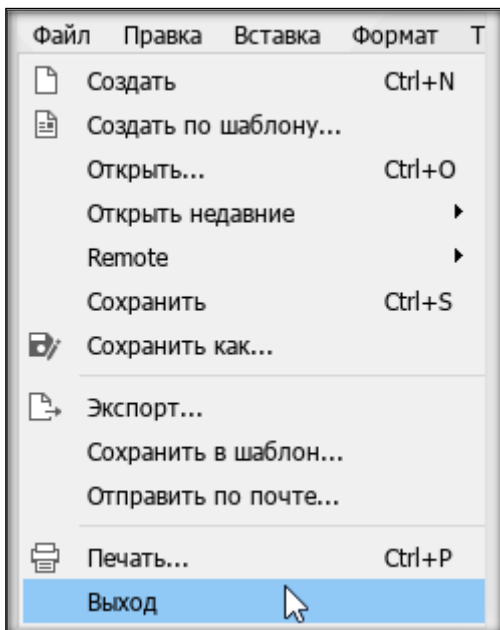 Файл Правка Вставка Формат Т
Создать Ctrl+N
Создать по шаблону...
Открыть... Ctrl+O
Открыть недавние
Remote
Сохранить Ctrl+S
Сохранить как...
Экспорт...
Сохранить в шаблон...
Отправить по почте...
Печать... Ctrl+P
Выход